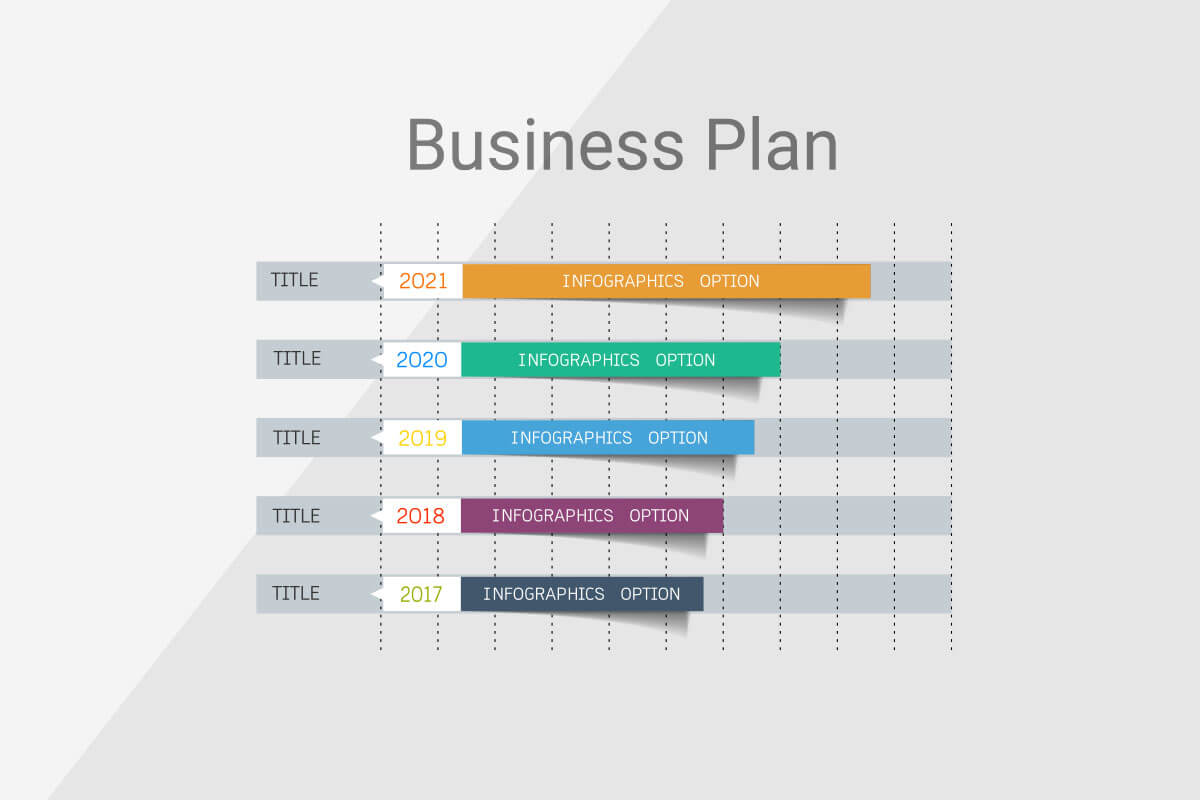 Business Plan
TITLE 2021 INFOGRAPHICS OPTION
TITLE 2020 INFOGRAPHICS OPTION
TITLE 2019 INFOGRAPHICS OPTION
TITLE 2018 INFOGRAPHICS OPTION
TITLE 2017 INFOGRAPHICS OPTION